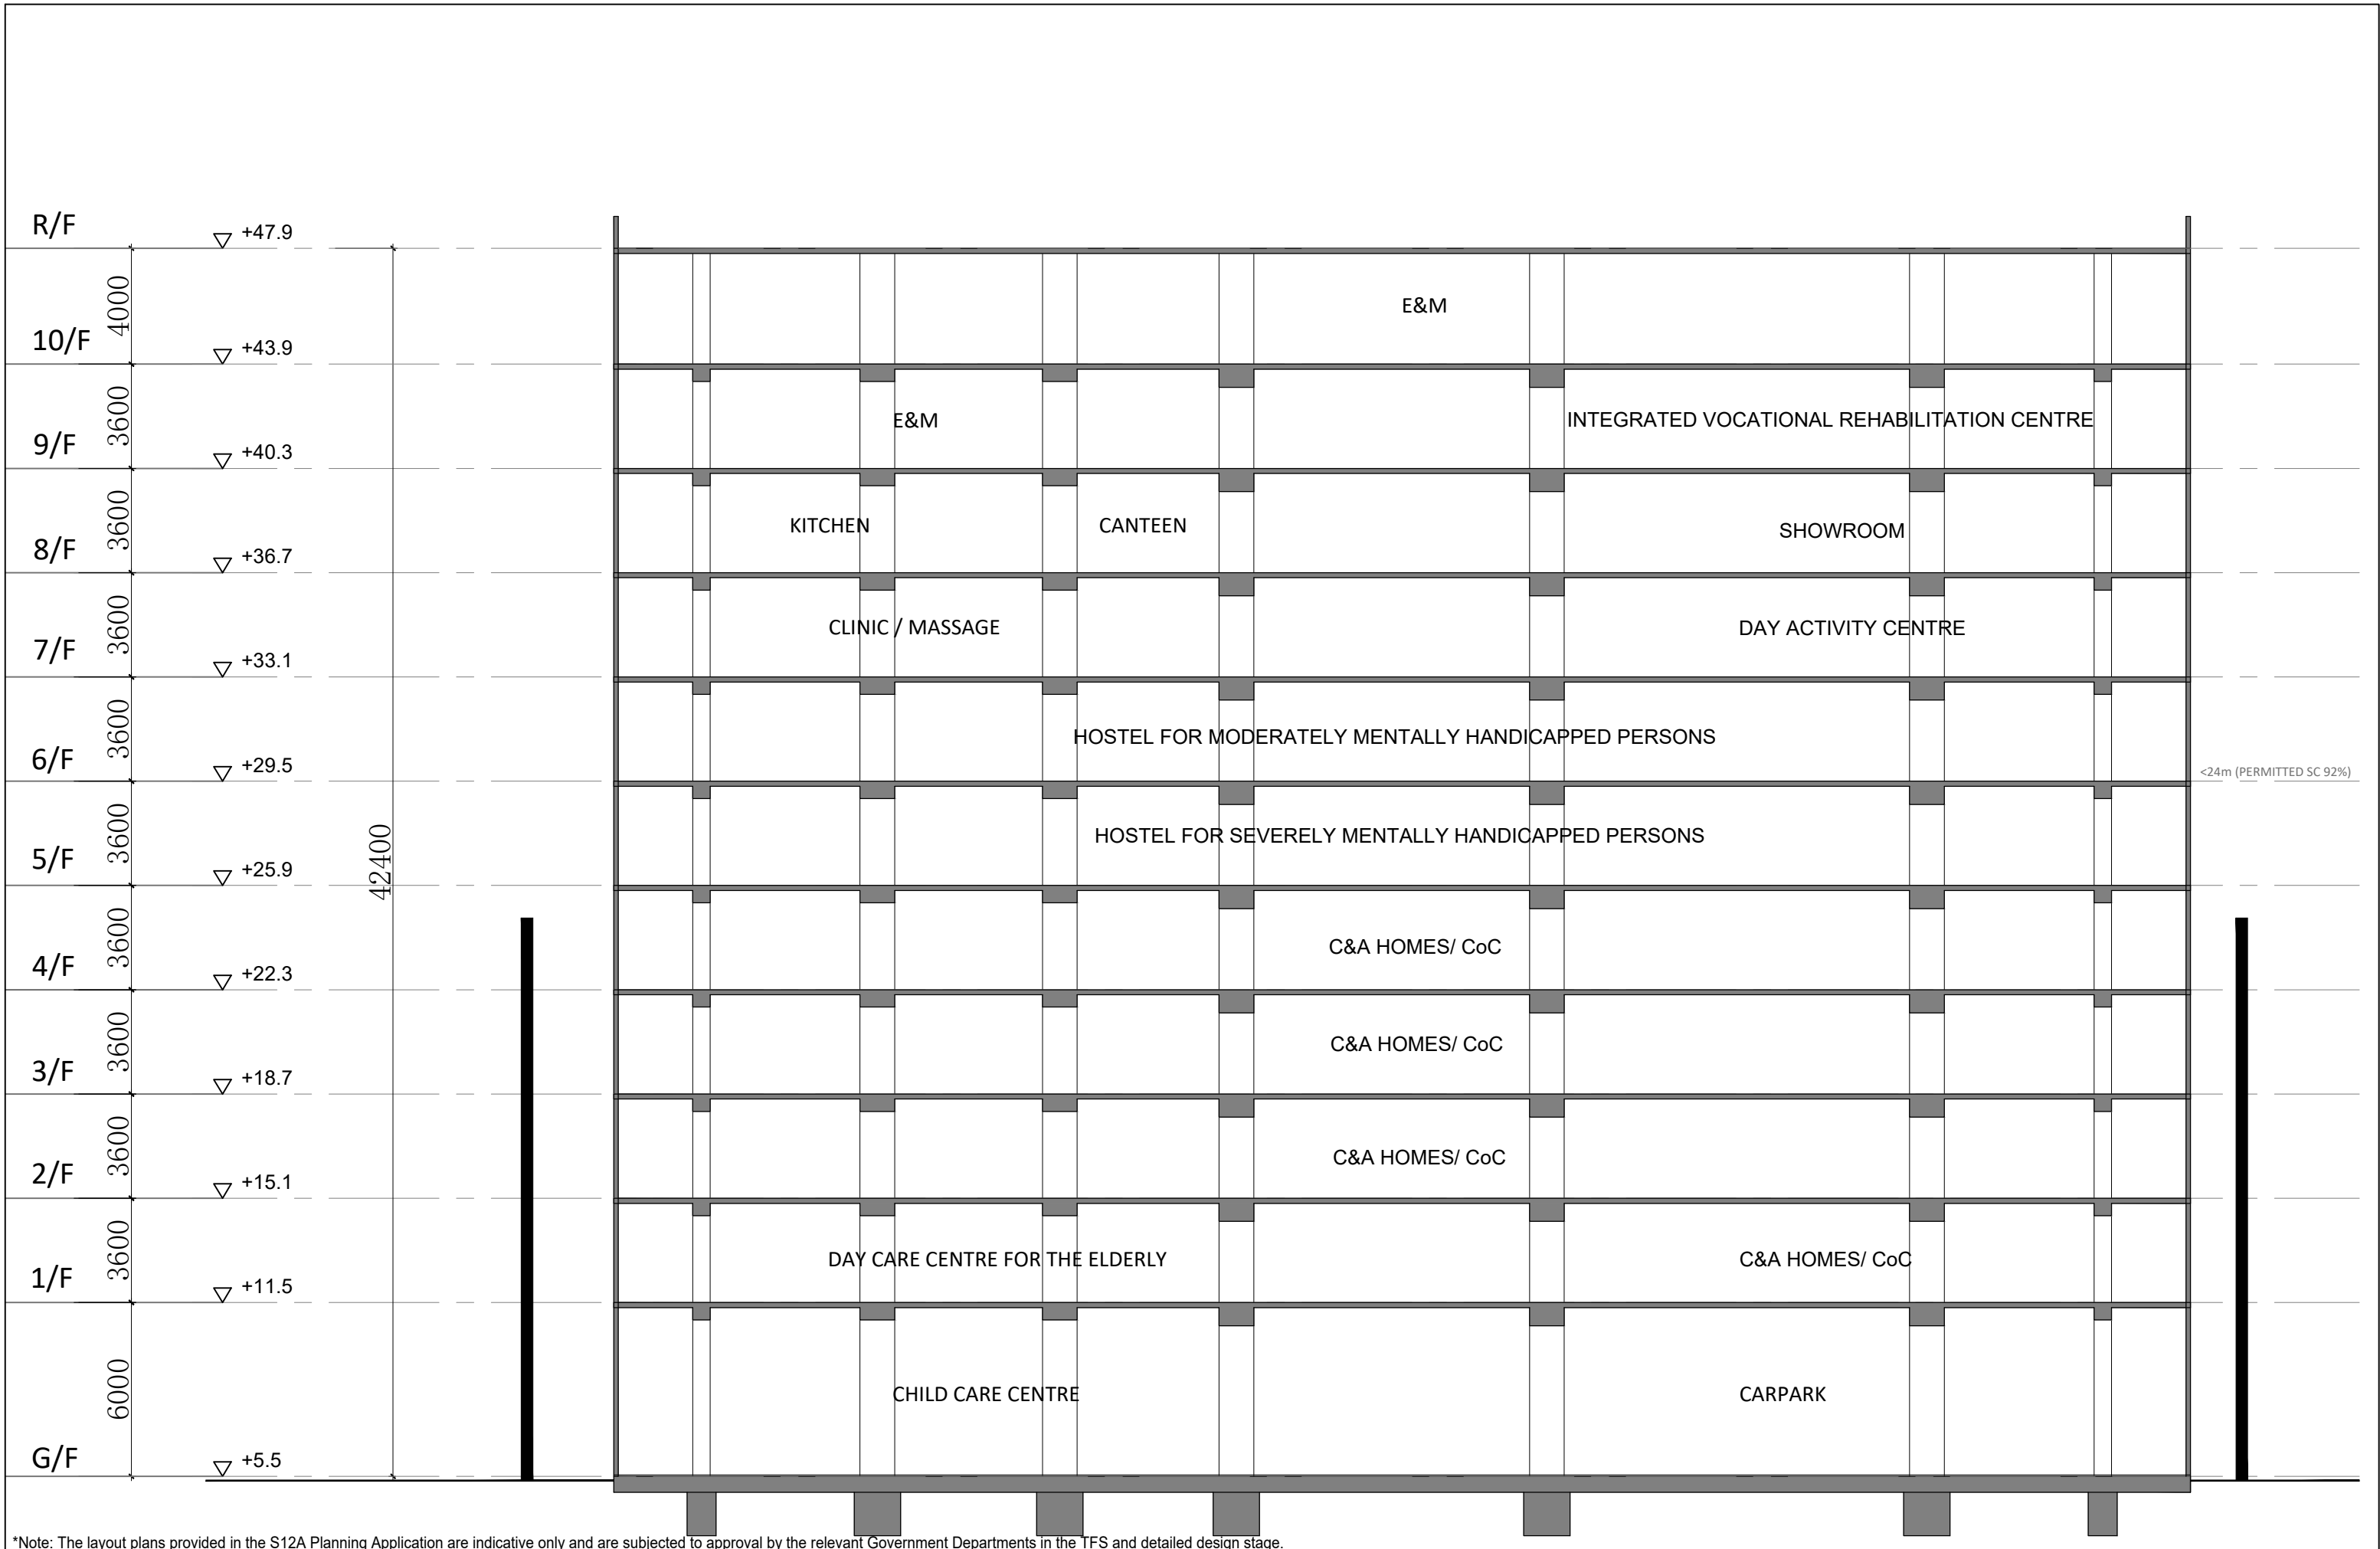 R/F
+47.9
4000
E&M
10/F
+43.9
3600
E&M
INTEGRATED VOCATIONAL REHABILITATION CENTRE
9/F
+40.3
3600
KITCHEN
CANTEEN
SHOWROOM
8/F
+36.7
3600
CLINIC / MASSAGE
DAY ACTIVITY CENTRE
7/F
+33.1
3600
HOSTEL FOR MODERATELY MENTALLY HANDICAPPED PERSONS
6/F
+29.5
<24m (PERMITTED SC 92%)
3600
HOSTEL FOR SEVERELY MENTALLY HANDICAPPED PERSONS
5/F
+25.9
42400
3600
C&A HOMES/ CoC
4/F
+22.3
3600
C&A HOMES/ CoC
3/F
+18.7
3600
C&A HOMES/ CoC
2/F
+15.1
3600
DAY CARE CENTRE FOR THE ELDERLY
C&A HOMES/ CoC
1/F
+11.5
6000
CHILD CARE CENTRE
CARPARK
G/F
+5.5
*Note: The layout plans provided in the S12A Planning Application are indicative only and are subjected to approval by the relevant Government Departments in the TFS and detailed design stage.